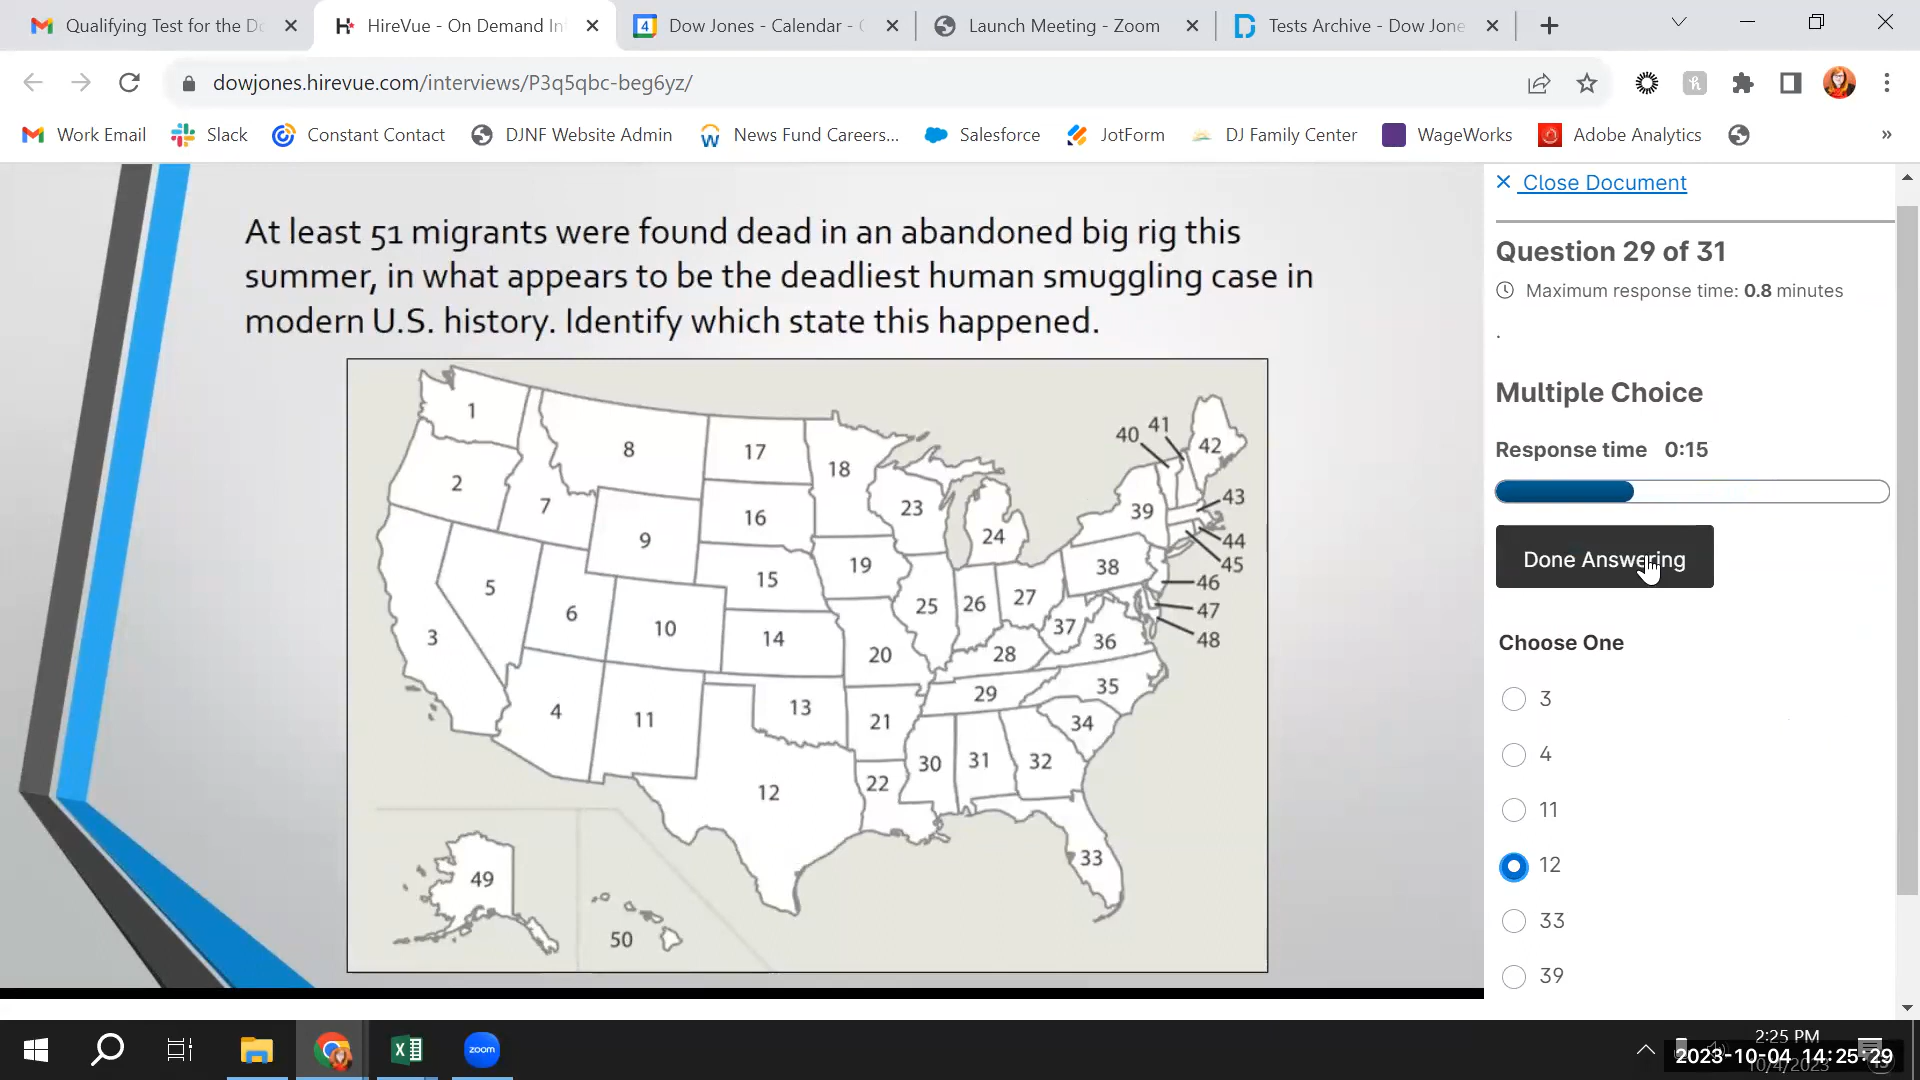 Qualifying Test for the Do
HireVue - On Demand In
4
Dow Jones - Calendar -
Launch Meeting - Zoom
Tests Archive - Dow Jone
dowjones.hirevue.com/interviews/P3q5qbc-beg6yz/
Work Email
Slack
Constant Contact
DJNF Website Admin
News Fund Careers...
Salesforce
JotForm
DJ Family Center
WageWorks
Adobe Analytics
»
At least 51 migrants were found dead in an abandoned big rig this
summer, in what appears to be the deadliest human smuggling case in
modern U.S. history. Identify which state this happened.
1
2
3
4
5
6
7
8
9
10
11
12
13
14
15
16
17
18
19
20
21
22
23
24
25
26
27
28
29
30
31
32
33
34
35
36
37
38
39
40
41
42
43
44
45
46
47
48
49
50
Close Document
Question 29 of 31
Maximum response time: 0.8 minutes
.
Multiple Choice
Response time 0:15
Done Answering
Choose One
3
4
11
12
33
39
zoom
2:25 PM
2023-10-04 14:25:29
10/4/2023